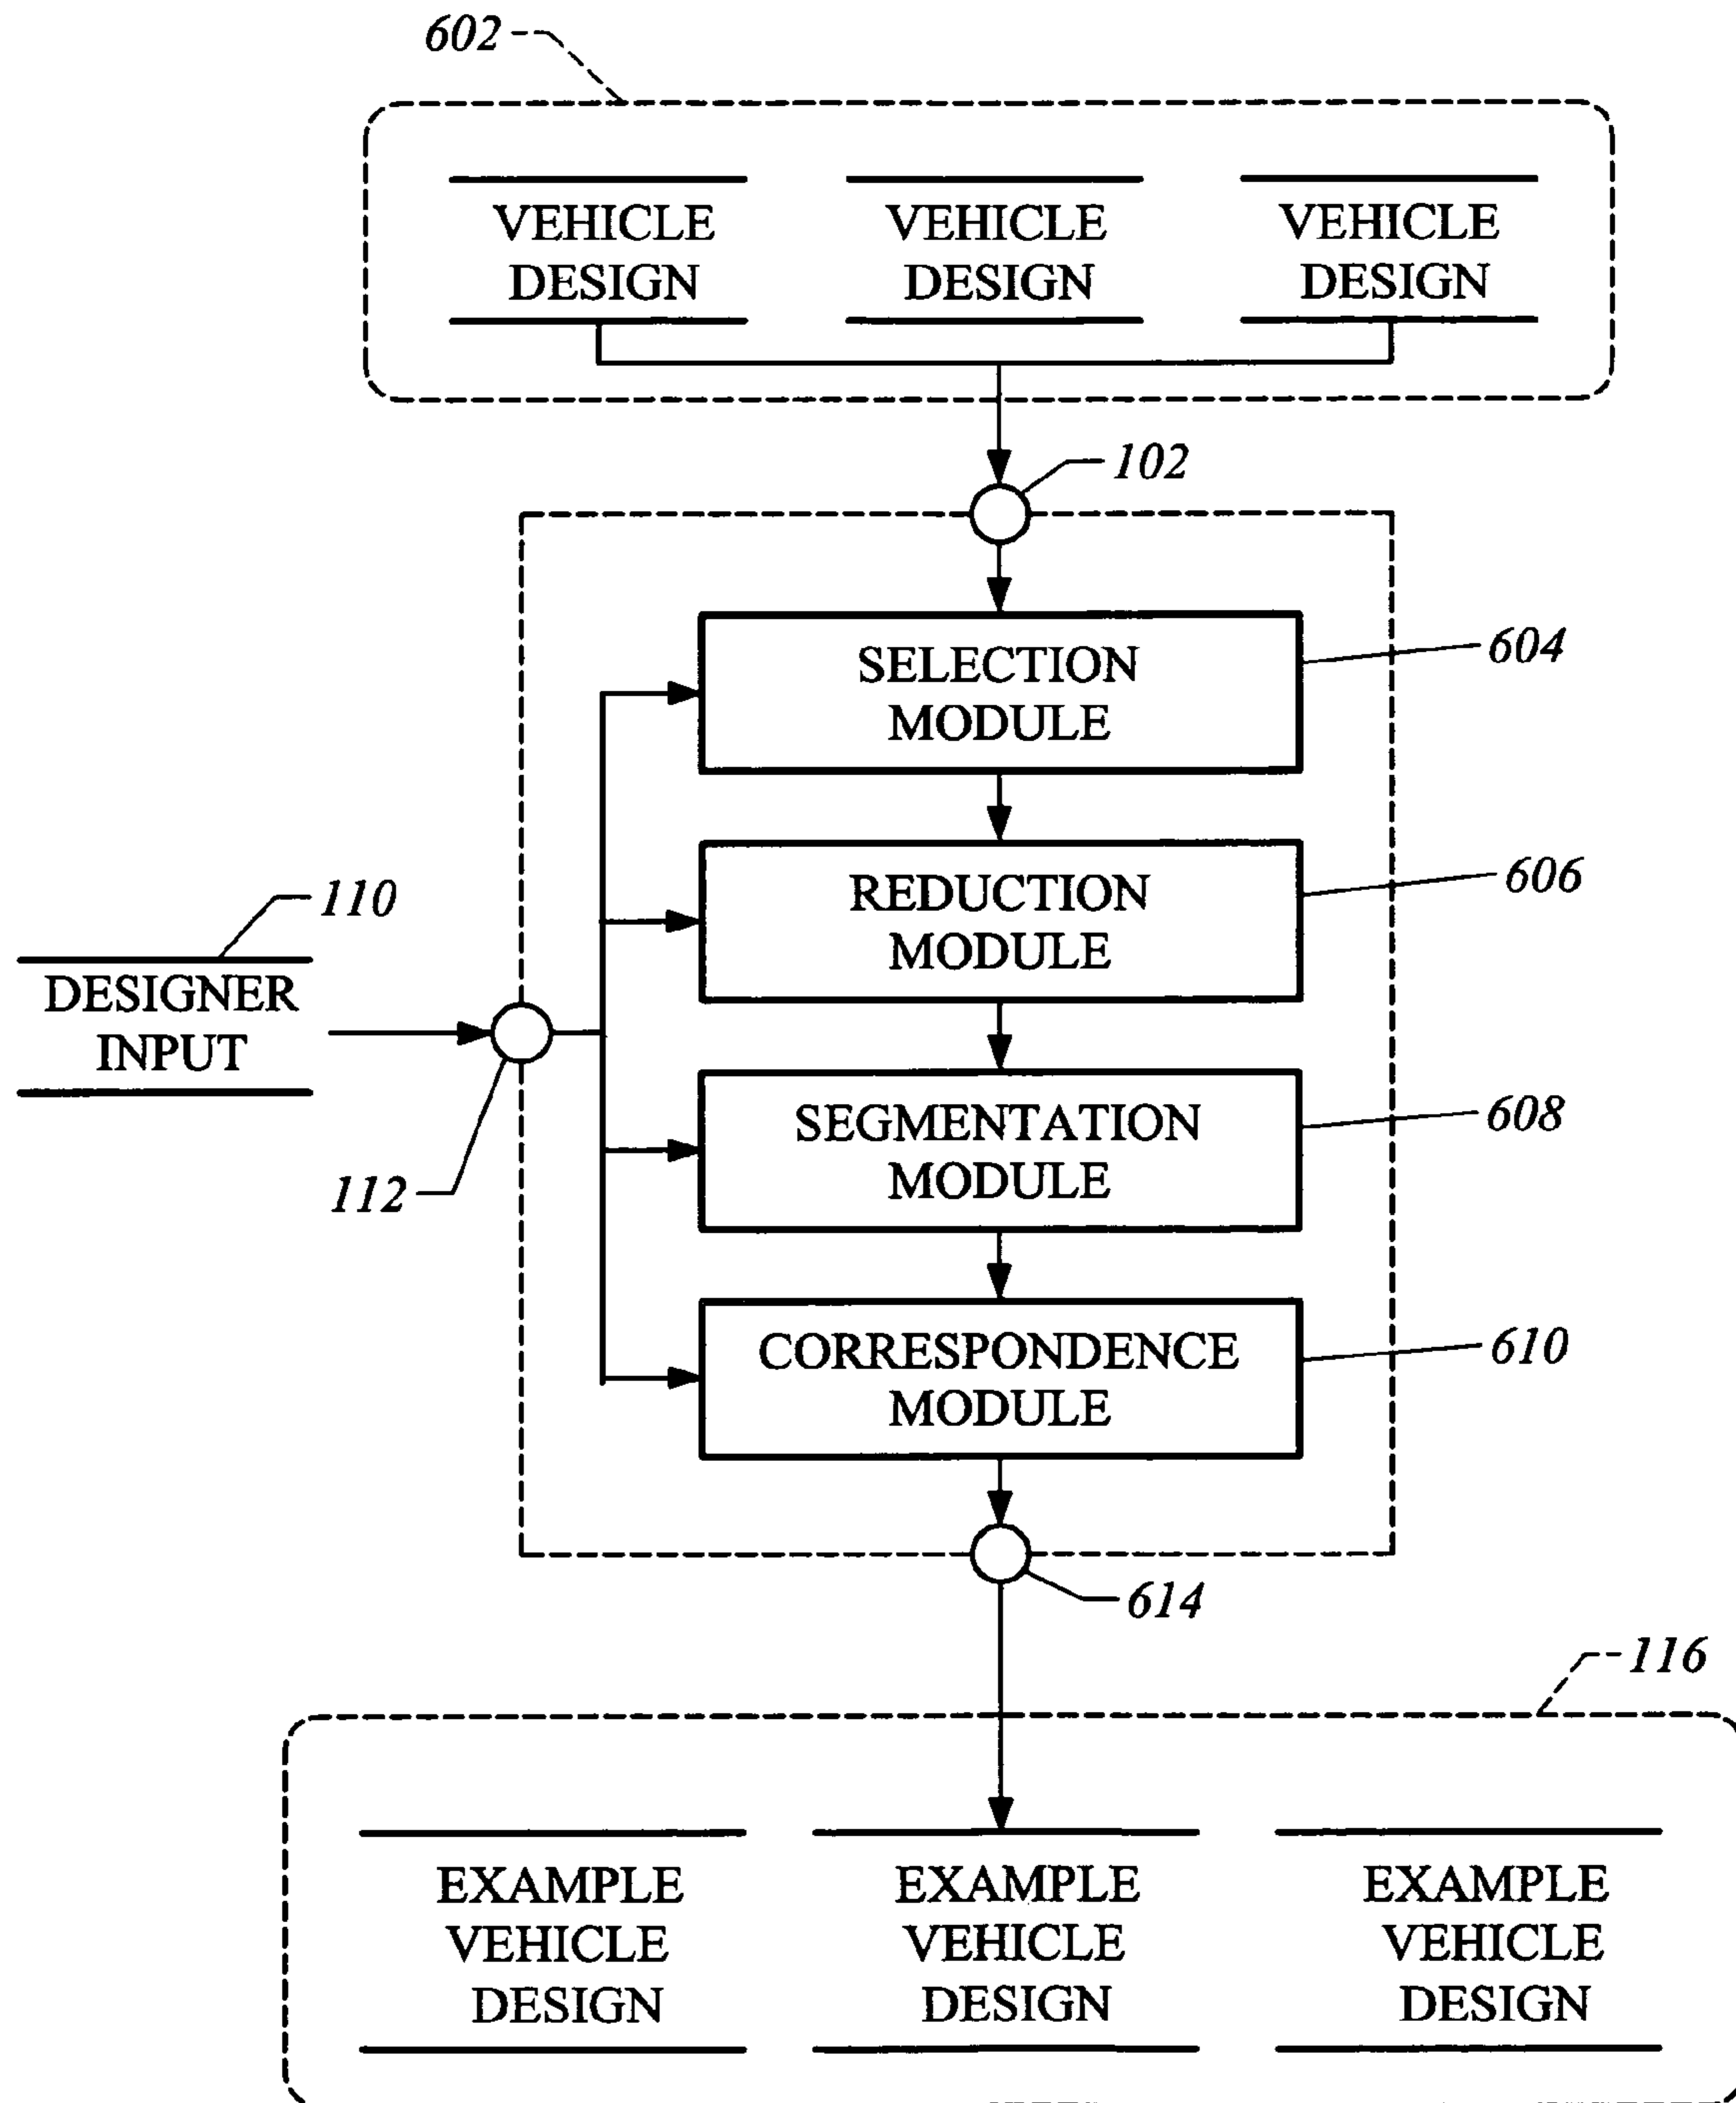 602
VEHICLE DESIGN
VEHICLE DESIGN
VEHICLE DESIGN
102
SELECTION
MODULE
604
REDUCTION
MODULE
606
110
DESIGNER
INPUT
112
SEGMENTATION
MODULE
608
CORRESPONDENCE
MODULE
610
614
116
EXAMPLE
VEHICLE
DESIGN
EXAMPLE
VEHICLE
DESIGN
EXAMPLE
VEHICLE
DESIGN